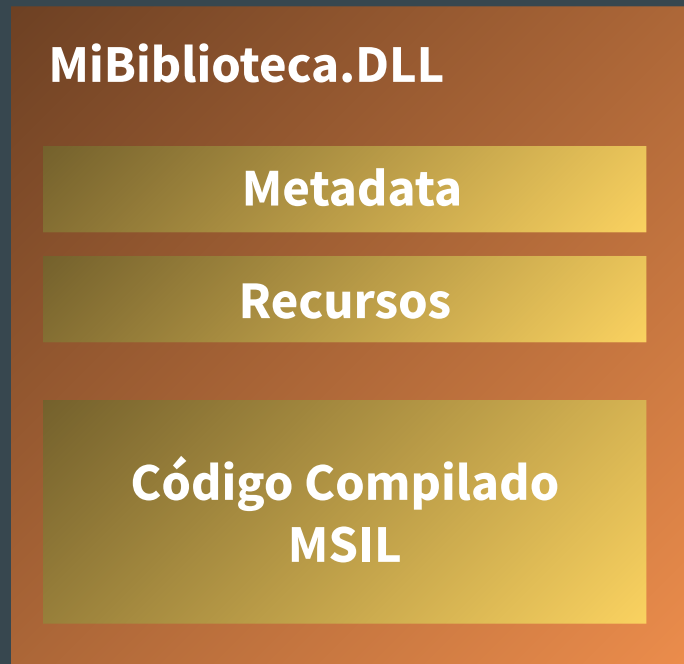 MiBiblioteca.DLL
Metadata
Recursos
Código Compilado
MSIL